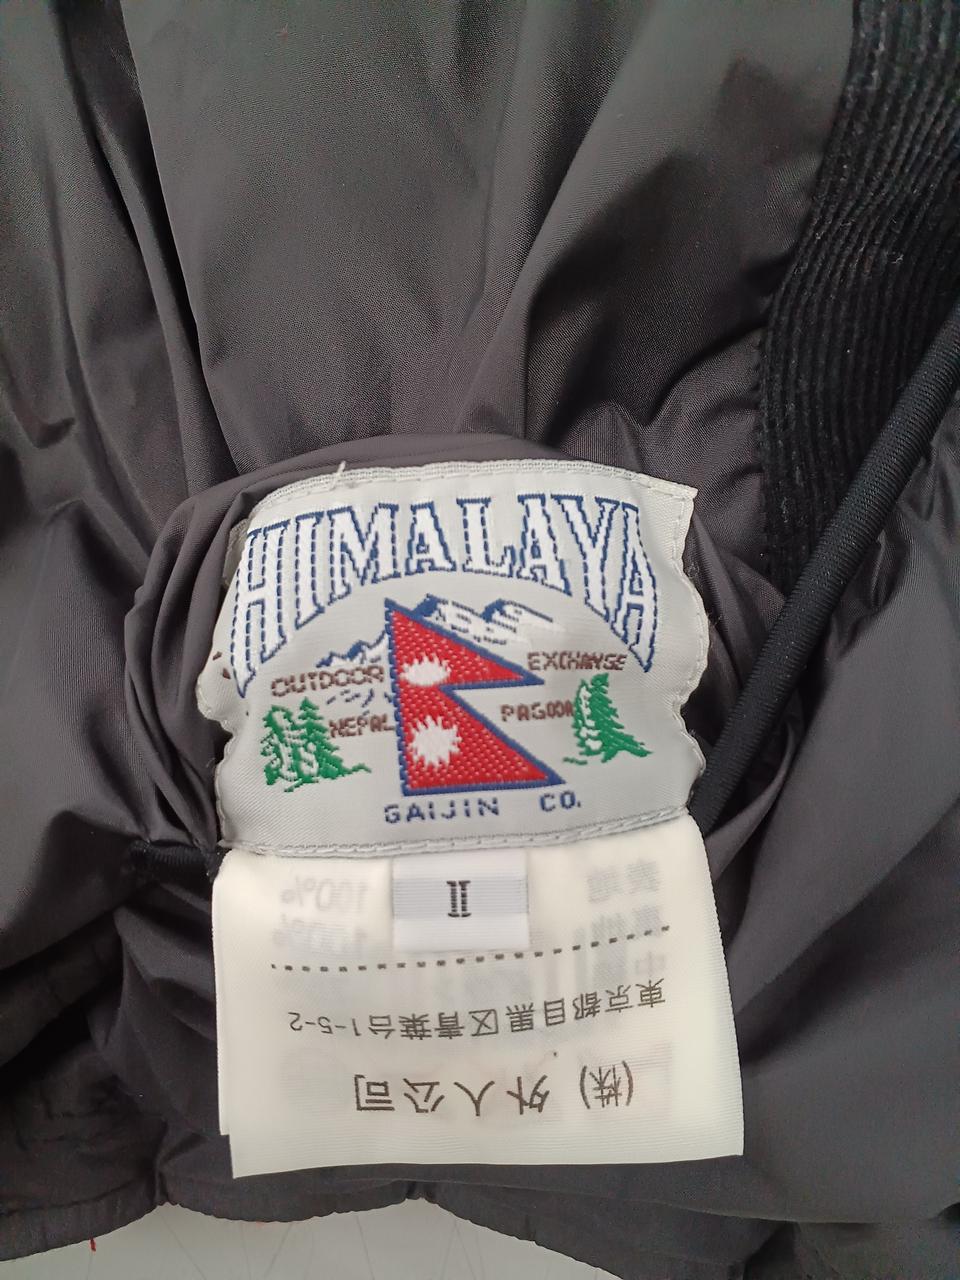 HIMALAYA
OUTDOOR EXCHANGE
NEPAL PAGODA
GAIJIN CO.
II
東京都目黒区青葉台1-5-2
(株) 外人公司